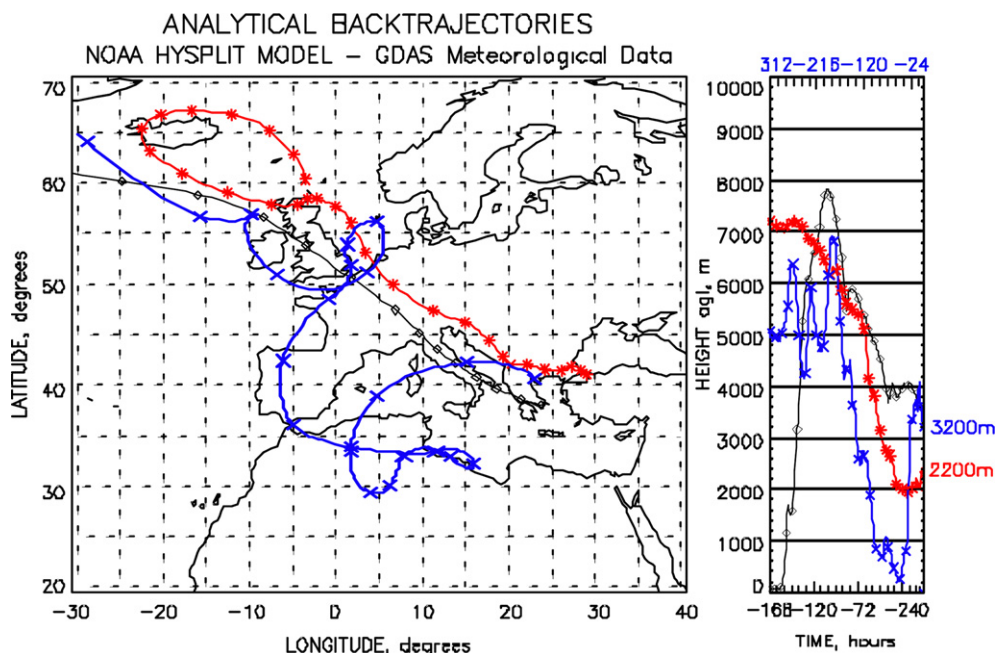 ANALYTICAL BACKTRAJECTORIES
NOAA HYSPLIT MODEL – GDAS Meteorological Data
70
60
50
40
30
20
LATITUDE, degrees
-30 -20 -10 0 10 20 30 40
LONGITUDE, degrees
312-216-120 -24
10000
9000
8000
7000
6000
5000
4000
3000
2000
1000
0
HEIGHT agl, m
3200m
2200m
-168-120-72 -240
TIME, hours